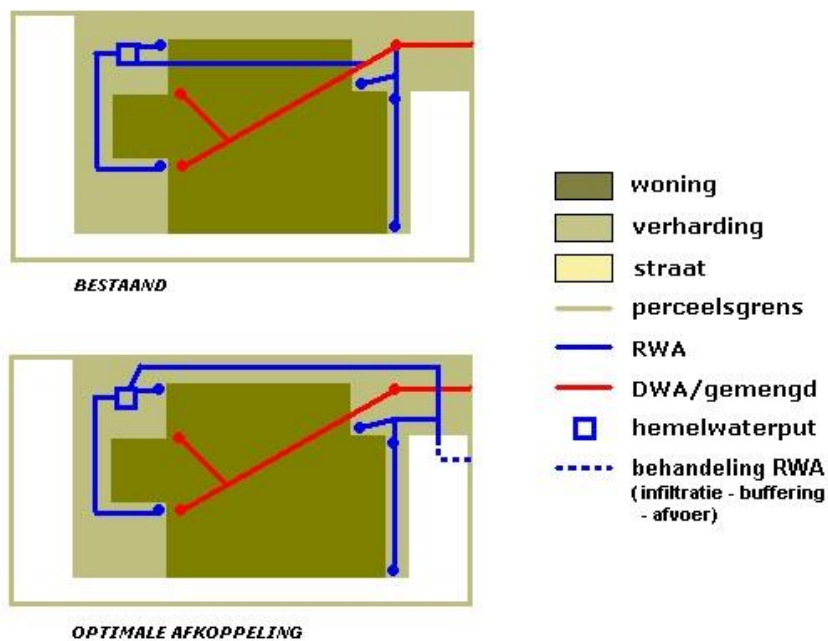 BESTAAND
OPTIMALE AFKOPPELING
woning
verharding
straat
perceelsgrens
RWA
DWA/gemengd
hemelwaterput
behandeling RWA
(infiltratie - buffering
- afvoer)